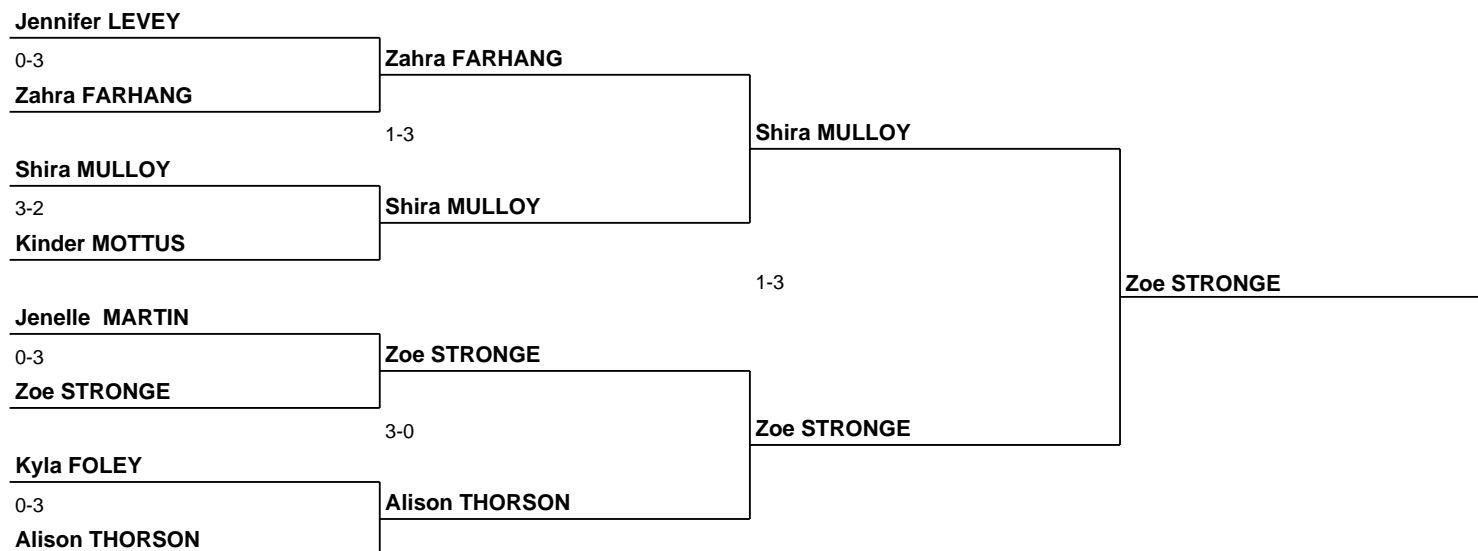 Jennifer LEVEY
0-3
Zahra FARHANG
Zahra FARHANG
1-3
Shira MULLOY
Shira MULLOY
3-2
Shira MULLOY
Kinder MOTTUS
1-3
Zoe STRONGE
Jenelle  MARTIN
0-3
Zoe STRONGE
Zoe STRONGE
3-0
Zoe STRONGE
Kyla FOLEY
0-3
Alison THORSON
Alison THORSON